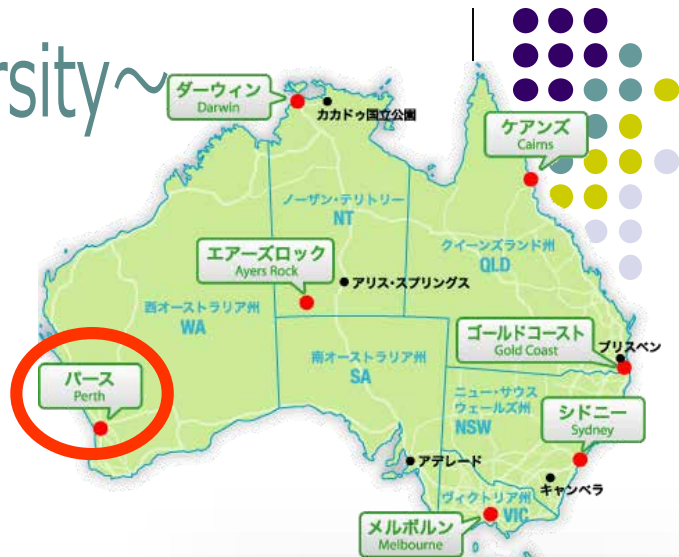 rsity~
ダーウィン
Darwin
カカドゥ国立公園
ケアンズ
Cairns
ノーザン・テリトリー
NT
クイーンズランド州
QLD
エアーズロック
Ayers Rock
アリス・スプリングス
西オーストラリア州
WA
ゴールドコースト
Gold Coast
ブリスベン
南オーストラリア州
SA
パース
Perth
ニュー・サウス
ウェールズ州
NSW
シドニー
Sydney
アデレード
キャンベラ
ヴィクトリア州
VIC
メルボルン
Melbourne